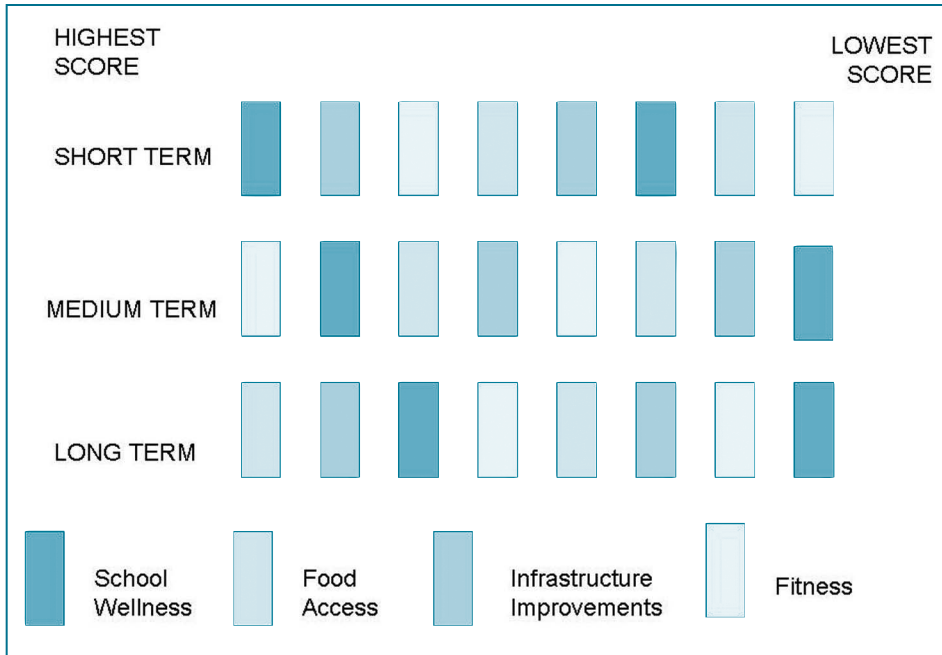 HIGHEST
SCORE
LOWEST
SCORE
SHORT TERM
MEDIUM TERM
LONG TERM
School
Wellness
Food
Access
Infrastructure
Improvements
Fitness